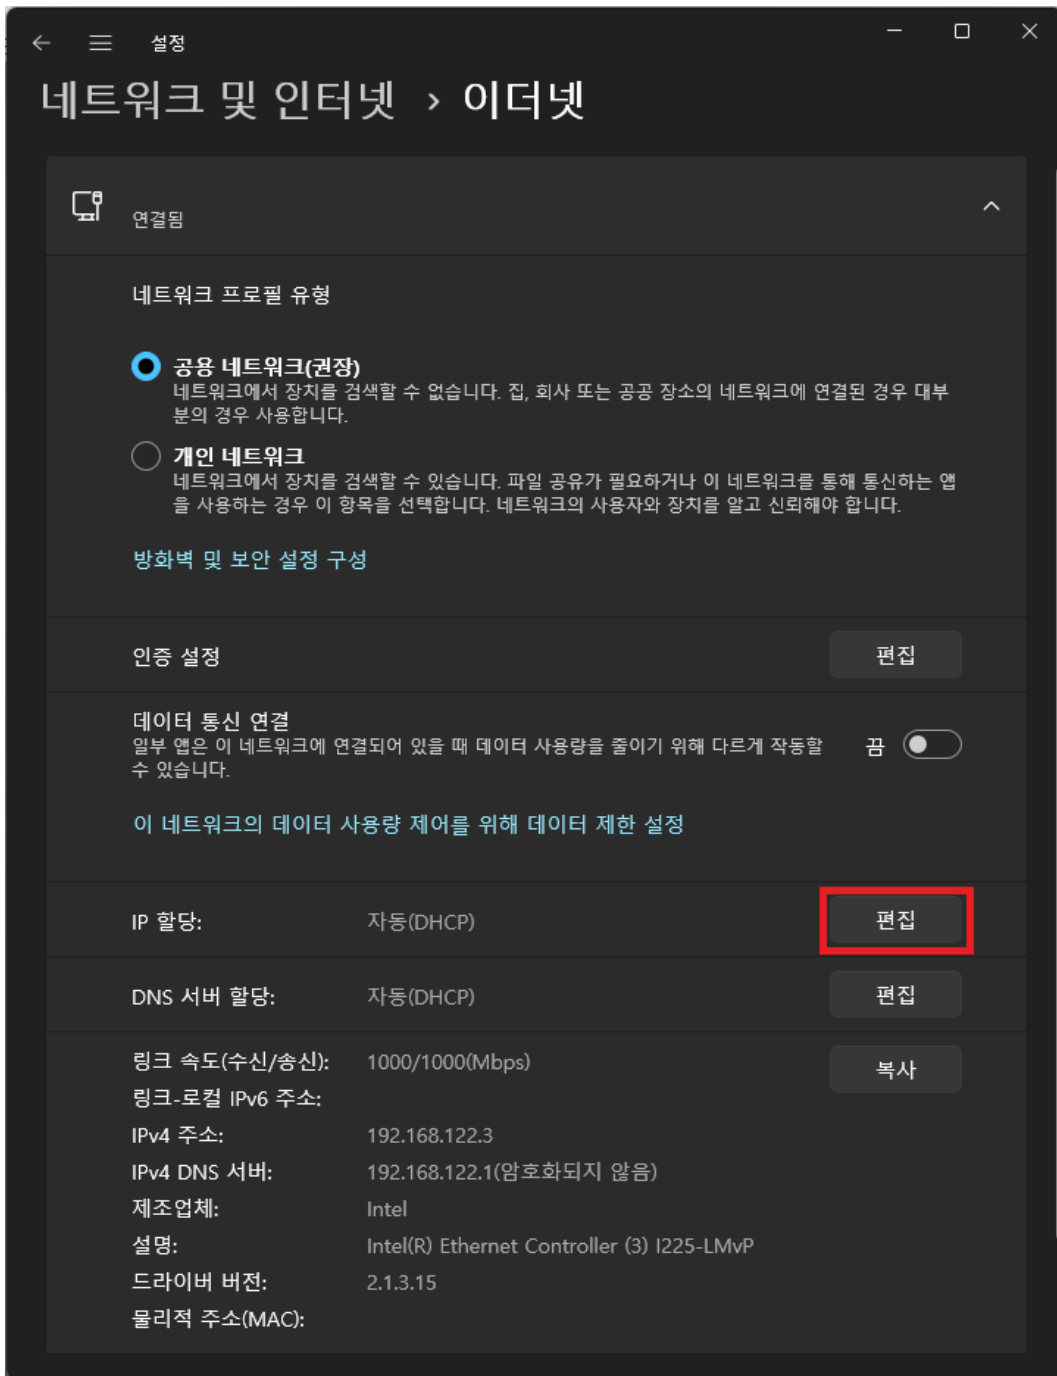 설정
네트워크 및 인터넷 > 이더넷
연결됨
네트워크 프로필 유형
공용 네트워크(권장)
네트워크에서 장치를 검색할 수 없습니다. 집, 회사 또는 공공 장소의 네트워크에 연결된 경우 대부
분의 경우 사용합니다.
개인 네트워크
네트워크에서 장치를 검색할 수 있습니다. 파일 공유가 필요하거나 이 네트워크를 통해 통신하는 앱
을 사용하는 경우 이 항목을 선택합니다. 네트워크의 사용자와 장치를 알고 신뢰해야 합니다.
방화벽 및 보안 설정 구성
인증 설정 편집
데이터 통신 연결
일부 앱은 이 네트워크에 연결되어 있을 때 데이터 사용량을 줄이기 위해 다르게 작동할 끔
수 있습니다.
이 네트워크의 데이터 사용량 제어를 위해 데이터 제한 설정
IP 할당: 자동(DHCP) 편집
DNS 서버 할당: 자동(DHCP) 편집
링크 속도(수신/송신): 1000/1000(Mbps) 복사
링크-로컬 IPv6 주소:
IPv4 주소: 192.168.122.3
IPv4 DNS 서버: 192.168.122.1(암호화되지 않음)
제조업체: Intel
설명: Intel(R) Ethernet Controller (3) I225-LMvP
드라이버 버전: 2.1.3.15
물리적 주소(MAC):